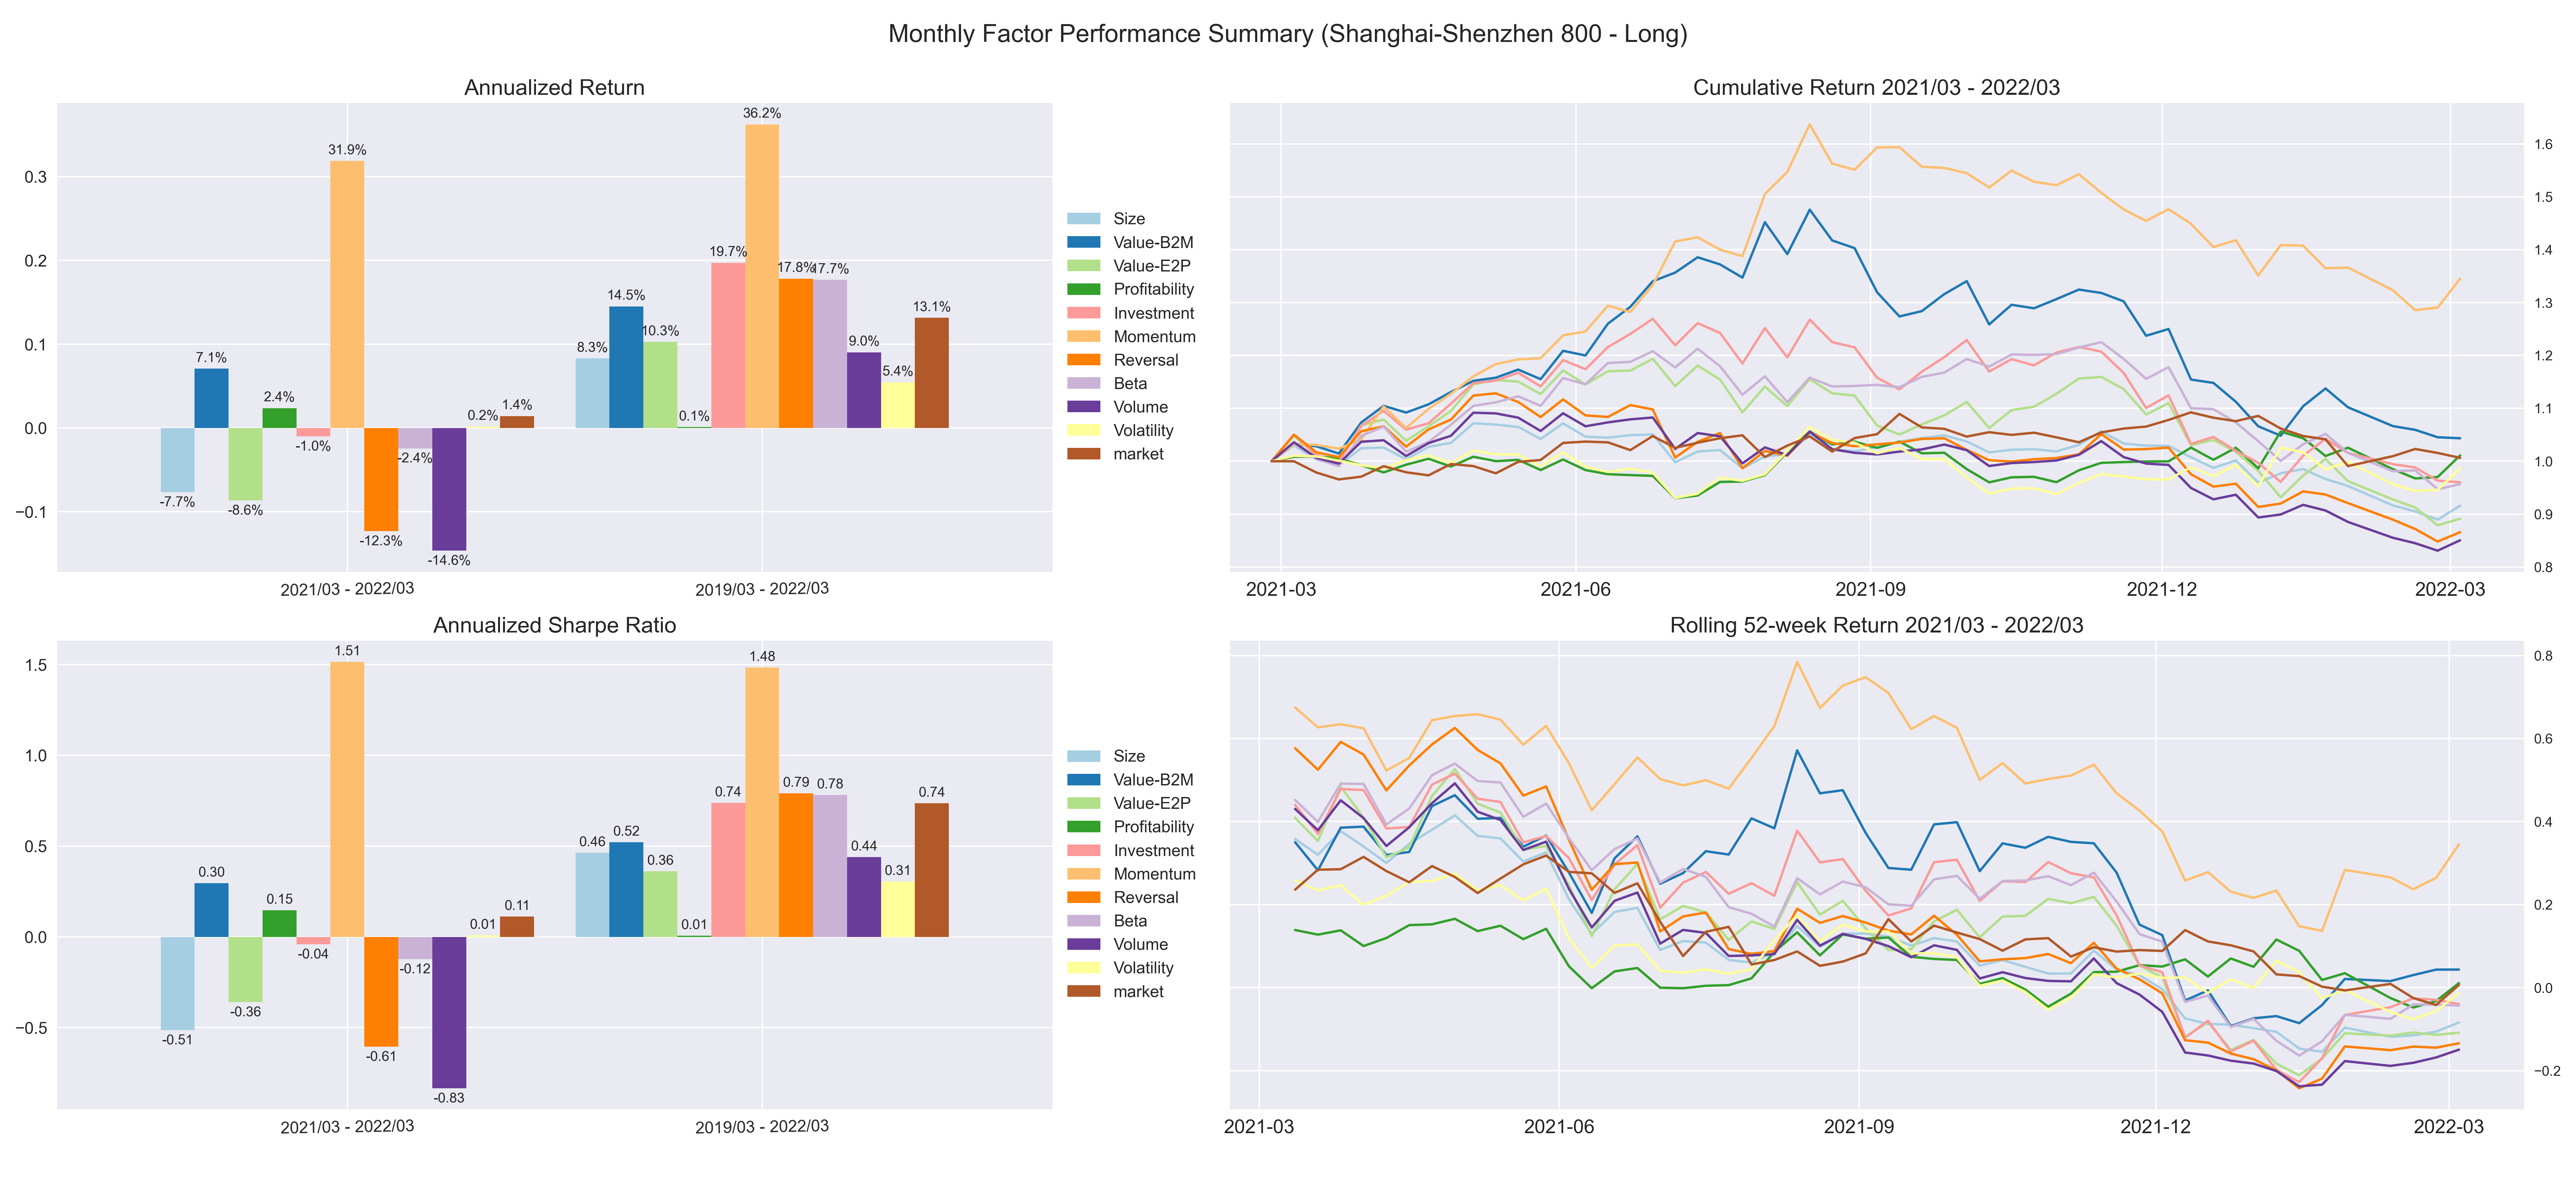 Monthly Factor Performance Summary (Shanghai-Shenzhen 800 - Long)
Annualized Return
0.3
0.2
0.1
0.0
−0.1
-7.7%
7.1%
-8.6%
2.4%
-1.0%
31.9%
-12.3%
-2.4%
-14.6%
0.2%
1.4%
8.3%
14.5%
10.3%
0.1%
19.7%
36.2%
17.8%
17.7%
9.0%
5.4%
13.1%
2021/03 - 2022/03
2019/03 - 2022/03
Size
Value-B2M
Value-E2P
Profitability
Investment
Momentum
Reversal
Beta
Volume
Volatility
market
Cumulative Return 2021/03 - 2022/03
1.6
1.5
1.4
1.3
1.2
1.1
1.0
0.9
0.8
2021-03
2021-06
2021-09
2021-12
2022-03
Annualized Sharpe Ratio
1.5
1.0
0.5
0.0
−0.5
-0.51
0.30
-0.36
0.15
-0.04
1.51
-0.61
-0.12
-0.83
0.01
0.11
0.46
0.52
0.36
0.01
0.74
1.48
0.79
0.78
0.44
0.31
0.74
2021/03 - 2022/03
2019/03 - 2022/03
Size
Value-B2M
Value-E2P
Profitability
Investment
Momentum
Reversal
Beta
Volume
Volatility
market
Rolling 52-week Return 2021/03 - 2022/03
0.8
0.6
0.4
0.2
0.0
−0.2
2021-03
2021-06
2021-09
2021-12
2022-03